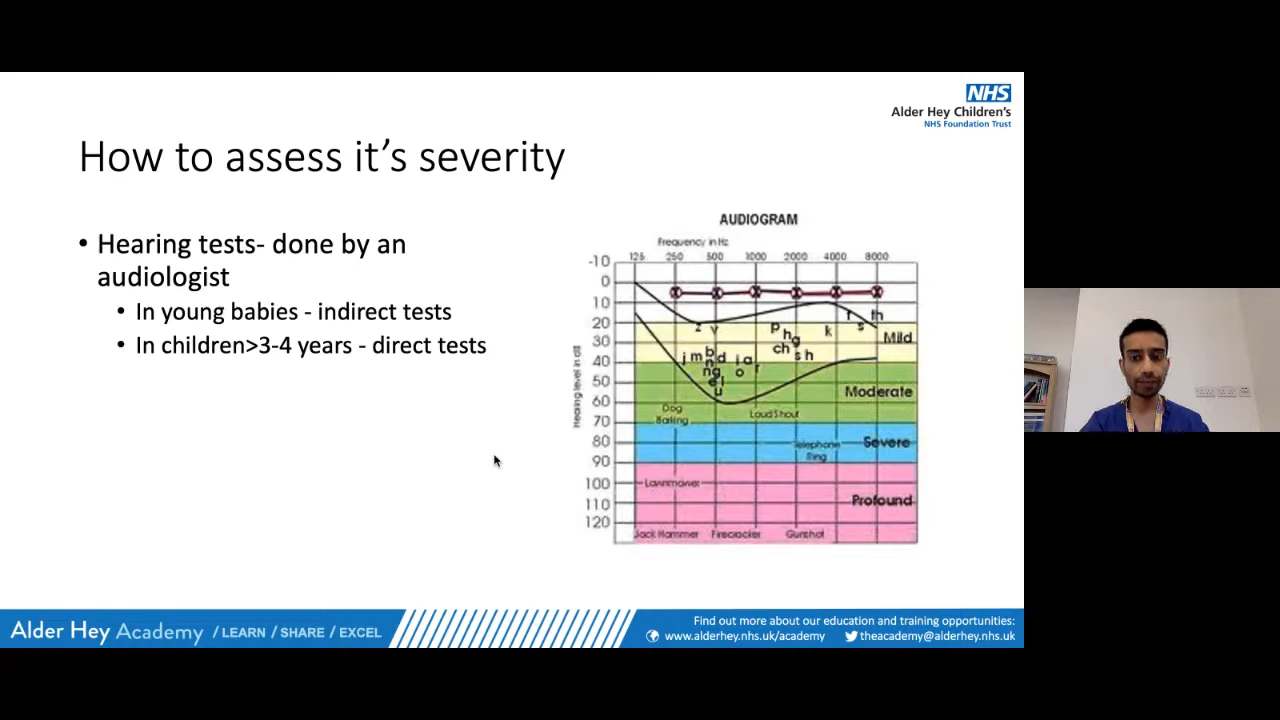 NHS
Alder Hey Children's
NHS Foundation Trust
How to assess it's severity
• Hearing tests- done by an
audiologist
• In young babies - indirect tests
• In children>3-4 years - direct tests
AUDIOGRAM
Frequency in Hz
125 250 500 1000 2000 4000 8000
Hearing level in dB
-10
0
10
20
30
40
50
60
70
80
90
100
110
120
z v p h g ch s h k f s th
Mild
j m b d n ng e l u i a o r
Moderate
Dog
Barking
Loud Shout
Telephone
Ring
Severe
Lawnmower
Profound
Jack Hammer Firecracker Gunshot
Alder Hey Academy / LEARN / SHARE / EXCEL
Find out more about our education and training opportunities:
www.alderhey.nhs.uk/academy theacademy@alderhey.nhs.uk